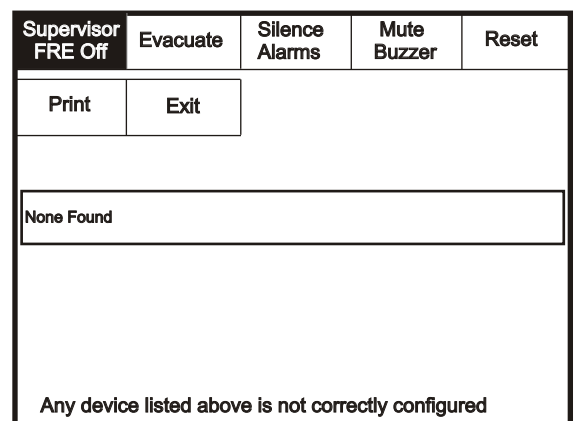 Supervisor
FRE Off
Evacuate
Silence
Alarms
Mute
Buzzer
Reset
Print
Exit
None Found
Any device listed above is not correctly configured